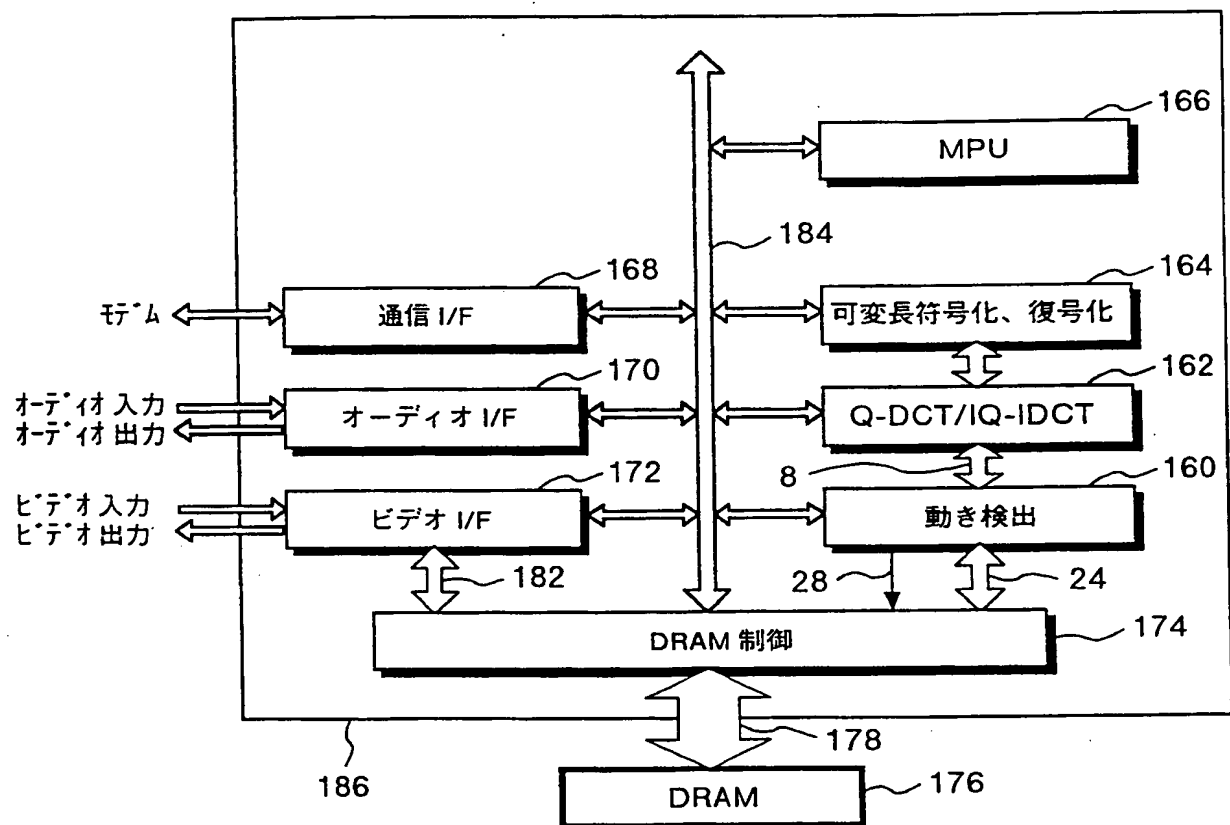 166
MPU
184
168
164
モデム
通信 I/F
可変長符号化、復号化
170
162
オーディオ 入力
オーディオ 出力
オーディオ I/F
Q-DCT/IQ-IDCT
172
8
160
ビデオ 入力
ビデオ 出力
ビデオ I/F
動き検出
182
28
24
DRAM 制御
174
178
186
DRAM
176